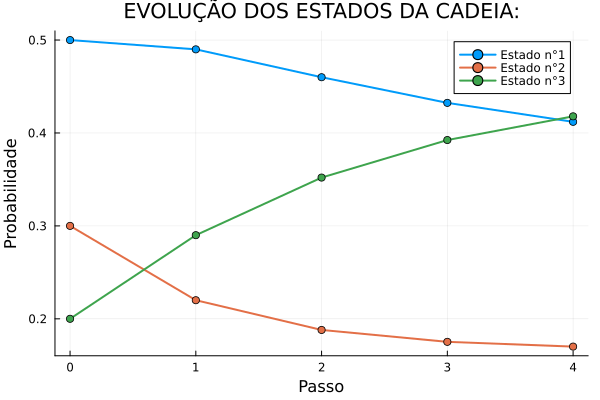 EVOLUÇÃO DOS ESTADOS DA CADEIA:
Probabilidade
0.5
0.4
0.3
0.2
Estado n°1
Estado n°2
Estado n°3
0 1 2 3 4
Passo